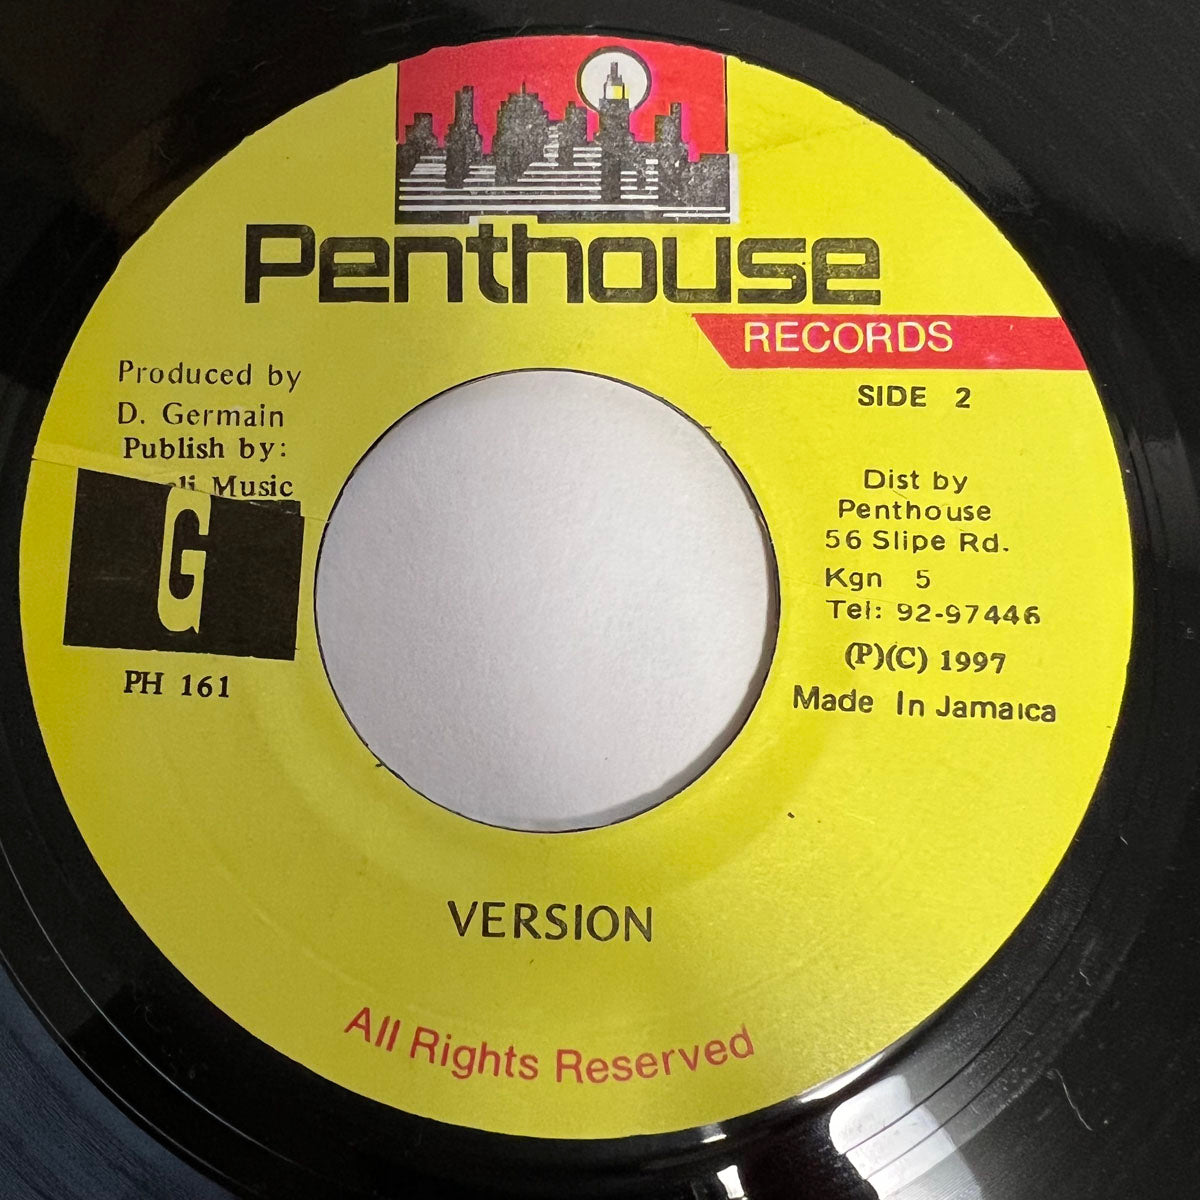 Penthouse
RECORDS
Produced by
D. Germain
Publish by:
Music
G
PH 161
SIDE 2
Dist by
Penthouse
56 Slipe Rd.
Kgn 5
Tel: 92-97446
(P)(C) 1997
Made In Jamaica
VERSION
All Rights Reserved